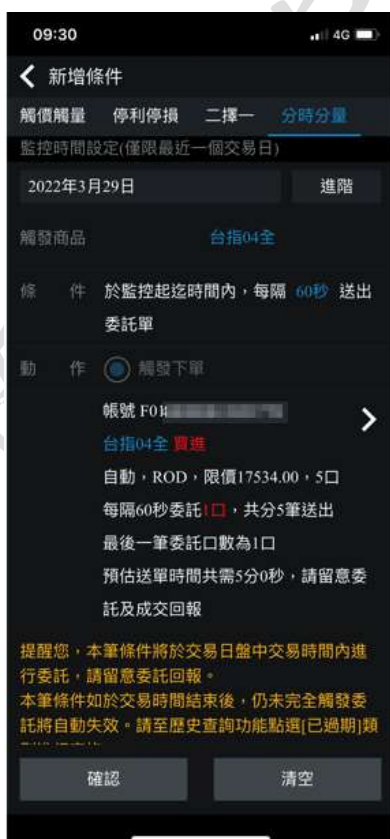 09:30
4G
新增條件
觸價觸量 停利停損 二擇一 分時分量
監控時間設定(僅限最近一個交易日)
2022年3月29日 進階
觸發商品 台指04全
條 件 於監控起迄時間內，每隔 60秒 送出
委託單
動 作 觸發下單
帳號 F01
台指04全 買進
自動，ROD，限價17534.00，5口
每隔60秒委託1口，共分5筆送出
最後一筆委託口數為1口
預估送單時間共需5分0秒，請留意委
託及成交回報
提醒您，本筆條件將於交易日盤中交易時間內進
行委託，請留意委託回報。
本筆條件如於交易時間結束後，仍未完全觸發委
託將自動失效。請至歷史查詢功能點選[已過期]類
確認 清空